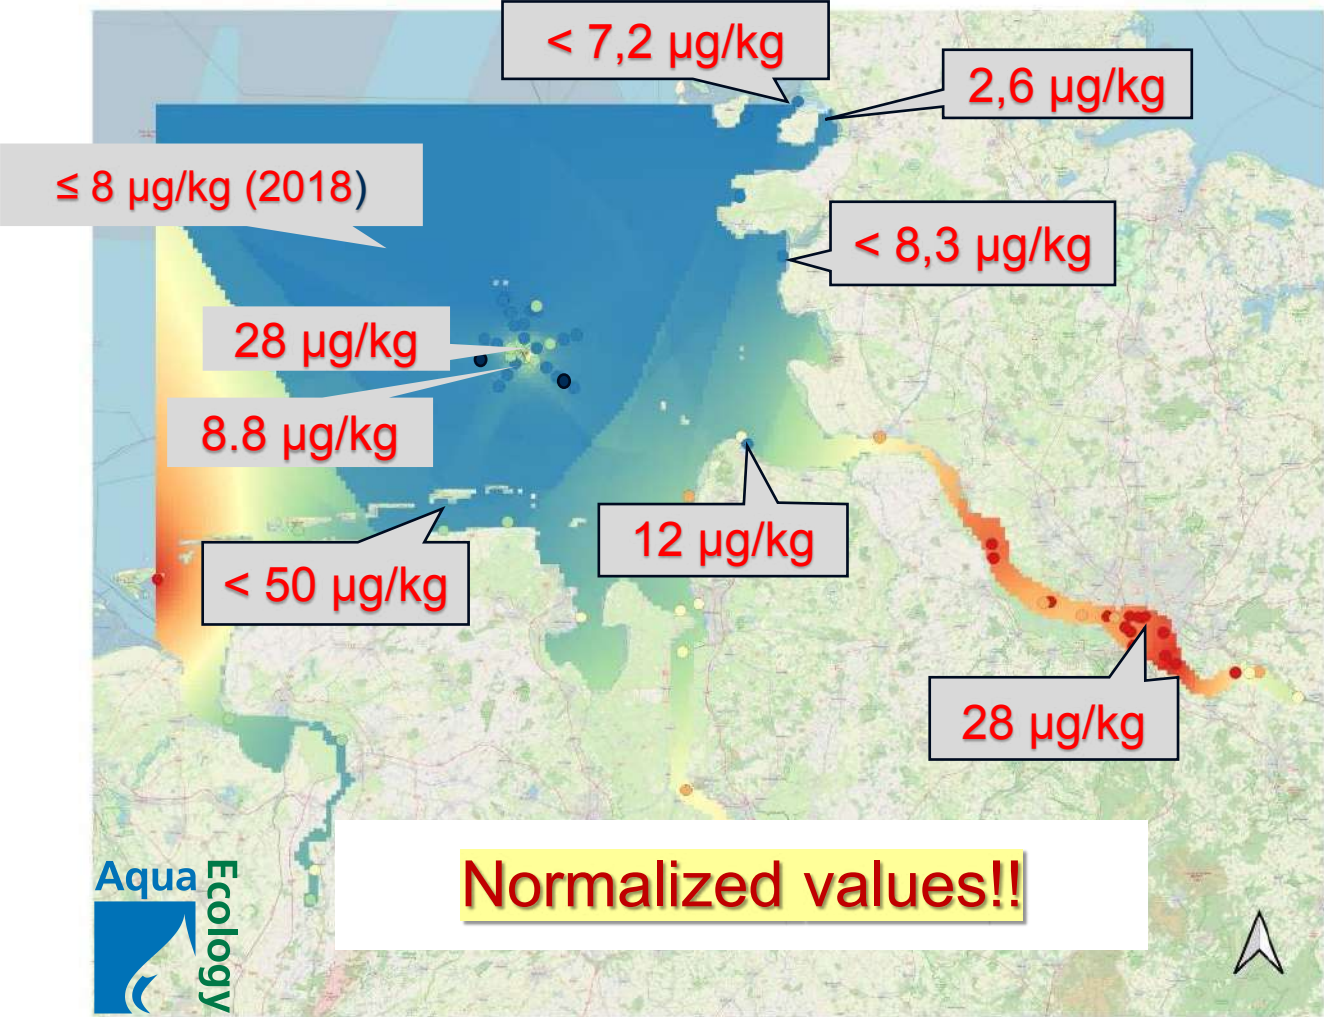 < 7,2 µg/kg
2,6 µg/kg
≤ 8 µg/kg (2018)
< 8,3 µg/kg
28 µg/kg
8.8 µg/kg
12 µg/kg
< 50 µg/kg
28 µg/kg
Normalized values!!
Aqua
Ecology